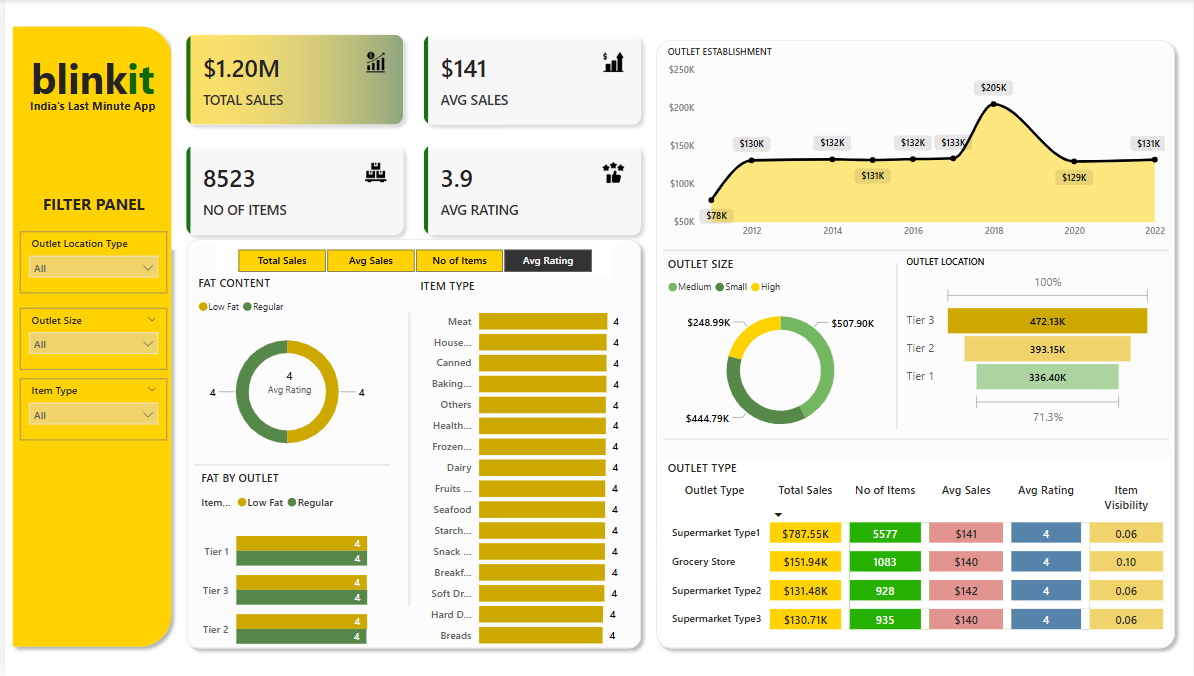 blinkit
India's Last Minute App
FILTER PANEL
Outlet Location Type
All
Outlet Size
All
Item Type
All
$1.20M
TOTAL SALES
$141
AVG SALES
8523
NO OF ITEMS
3.9
AVG RATING
Total Sales
Avg Sales
No of Items
Avg Rating
FAT CONTENT
Low Fat Regular
4
Avg Rating
4
4
FAT BY OUTLET
Item... Low Fat Regular
Tier 1
4
4
Tier 3
4
4
Tier 2
4
4
ITEM TYPE
Meat 4
House... 4
Canned 4
Baking... 4
Others 4
Health... 4
Frozen... 4
Dairy 4
Fruits ... 4
Seafood 4
Starch... 4
Snack ... 4
Breakf... 4
Soft Dr... 4
Hard D... 4
Breads 4
OUTLET ESTABLISHMENT
$250K
$200K
$150K
$100K
$50K
$78K
$130K
$132K
$131K
$132K
$133K
$205K
$129K
$131K
2012 2014 2016 2018 2020 2022
OUTLET SIZE
Medium Small High
$248.99K
$507.90K
$444.79K
OUTLET LOCATION
100%
Tier 3 472.13K
Tier 2 393.15K
Tier 1 336.40K
71.3%
OUTLET TYPE
Outlet Type Total Sales No of Items Avg Sales Avg Rating Item Visibility
Supermarket Type1 $787.55K 5577 $141 4 0.06
Grocery Store $151.94K 1083 $140 4 0.10
Supermarket Type2 $131.48K 928 $142 4 0.06
Supermarket Type3 $130.71K 935 $140 4 0.06